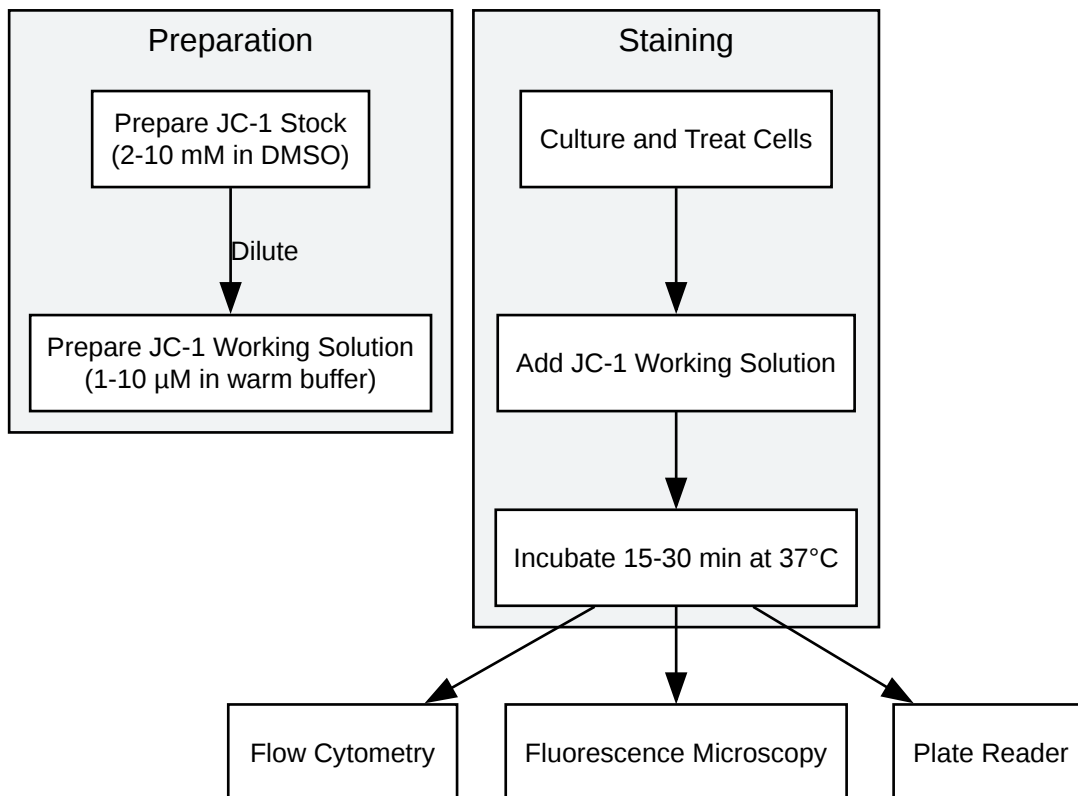 Preparation
Prepare JC-1 Stock
(2-10 mM in DMSO)
Dilute
Prepare JC-1 Working Solution
(1-10 µM in warm buffer)
Staining
Culture and Treat Cells
Add JC-1 Working Solution
Incubate 15-30 min at 37°C
Flow Cytometry
Fluorescence Microscopy
Plate Reader